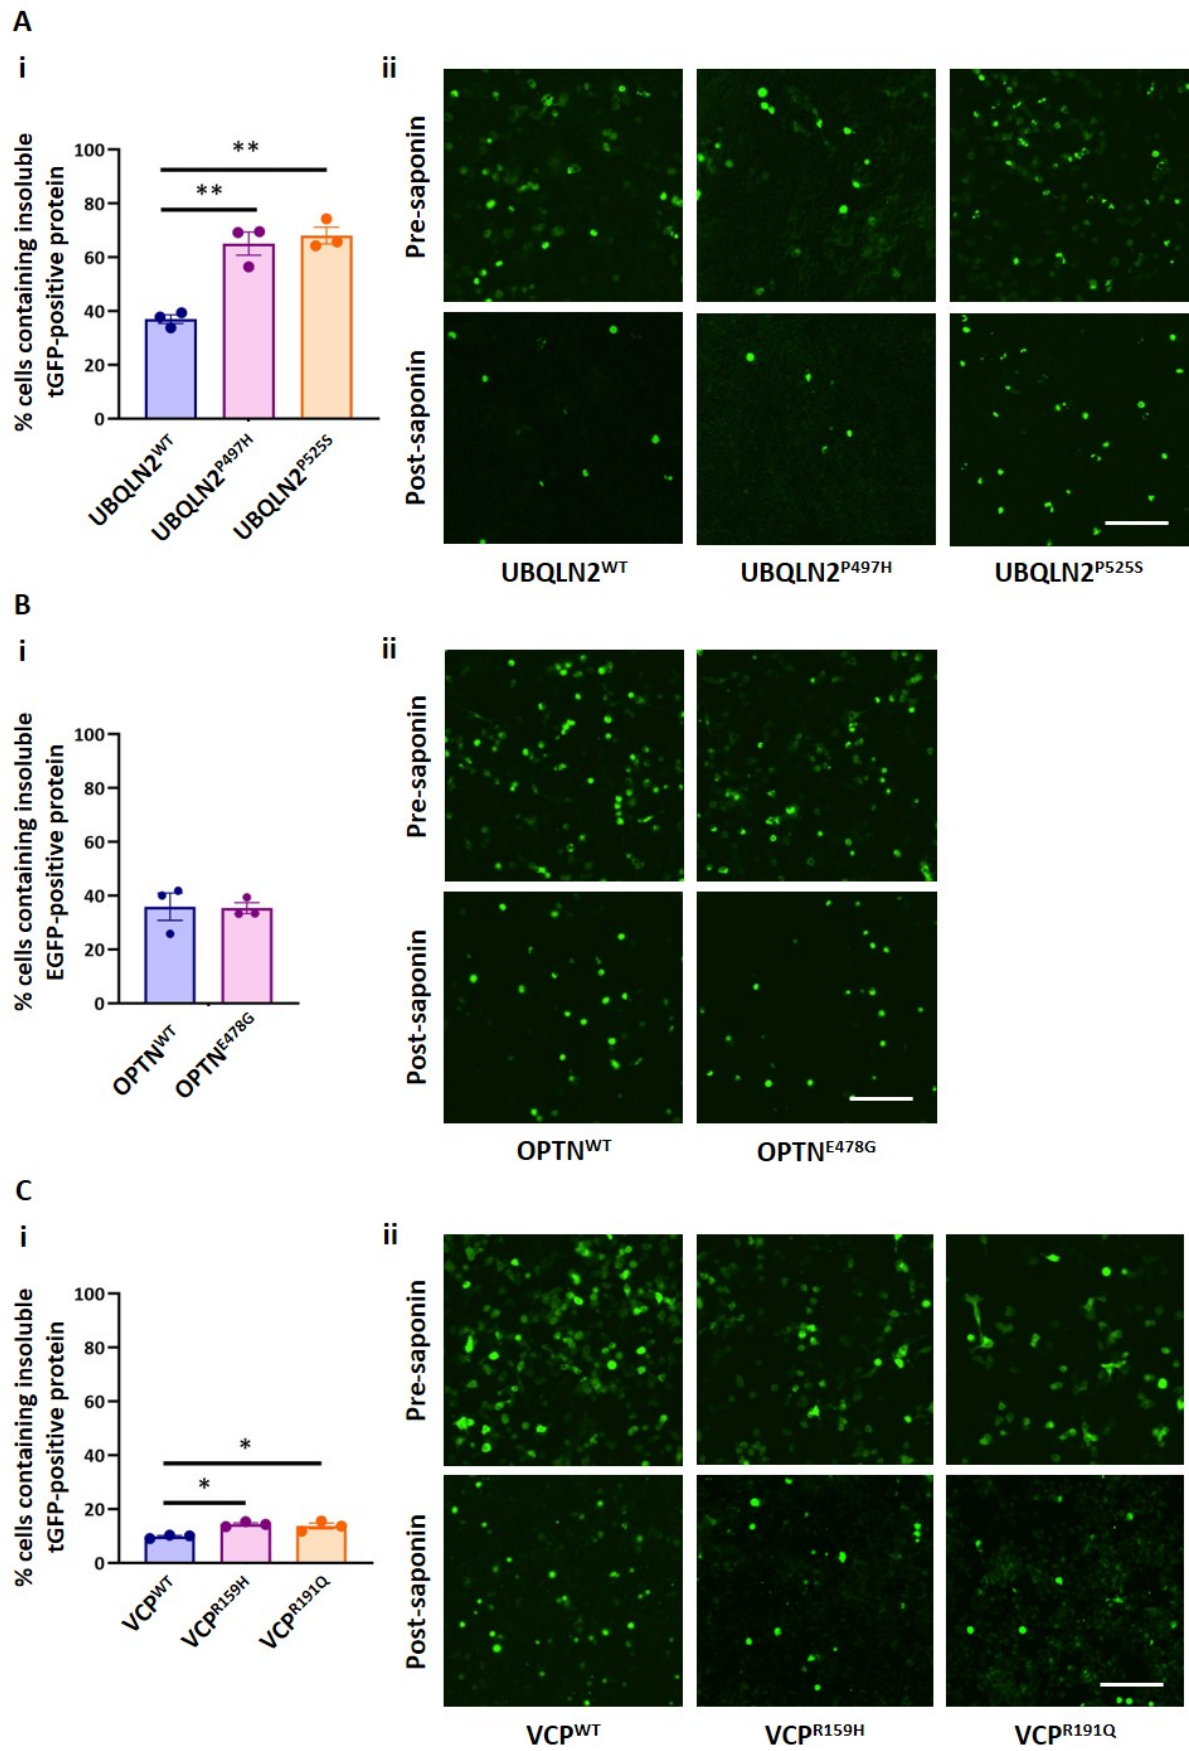 A
i
ii
% cells containing insoluble
tGFP-positive protein
100
80
60
40
20
0
**
**
UBQLN2WT
UBQLN2P497H
UBQLN2P525S
Pre-saponin
Post-saponin
UBQLN2WT
UBQLN2P497H
UBQLN2P525S
B
i
ii
% cells containing insoluble
EGFP-positive protein
100
80
60
40
20
0
OPTNWT
OPTNE478G
Pre-saponin
Post-saponin
OPTNWT
OPTNE478G
C
i
ii
% cells containing insoluble
tGFP-positive protein
100
80
60
40
20
0
*
*
VCPWT
VCPR159H
VCPR191Q
Pre-saponin
Post-saponin
VCPWT
VCPR159H
VCPR191Q